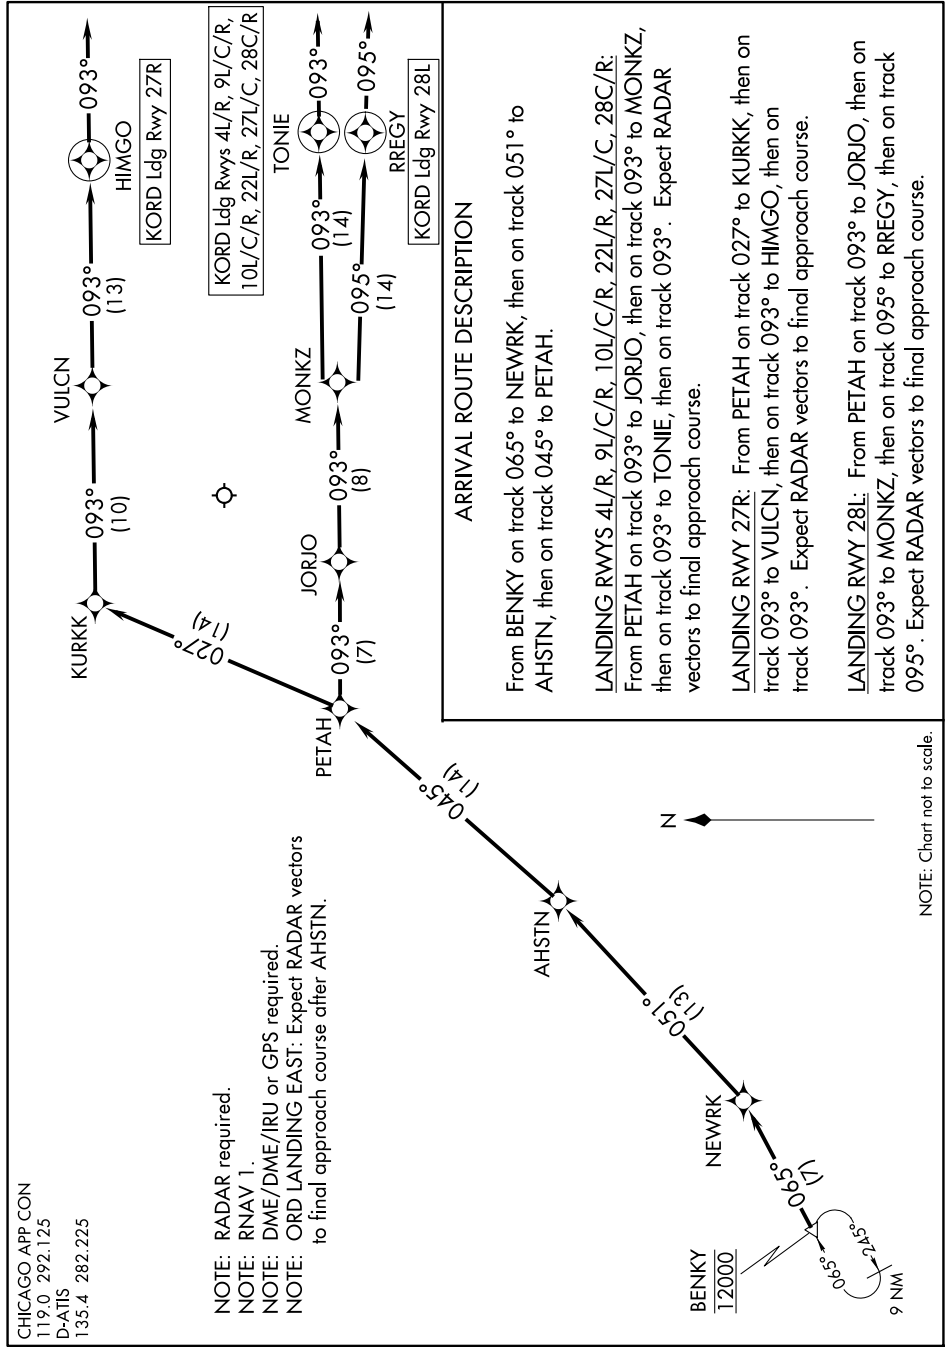 CHICAGO APP CON
119.0 292.125
D-ATIS
135.4 282.225
NOTE: RADAR required.
NOTE: RNAV 1.
NOTE: DME/DME/IRU or GPS required.
NOTE: ORD LANDING EAST: Expect RADAR vectors
to final approach course after AHSTN.
BENKY
12000
065°
245°
9 NM
065°
(7)
NEWRK
051°
(13)
AHSTN
045°
(14)
PETAH
027°
(14)
KURKK
093°
(10)
VULCN
093°
(13)
HIMGO
093°
KORD Ldg Rwy 27R
093°
(7)
JORJO
093°
(8)
MONKZ
093°
(14)
TONIE
093°
KORD Ldg Rwys 4L/R, 9L/C/R,
10L/C/R, 22L/R, 27L/C, 28C/R
095°
(14)
RREGY
095°
KORD Ldg Rwy 28L
N
NOTE: Chart not to scale.
ARRIVAL ROUTE DESCRIPTION
From BENKY on track 065° to NEWRK, then on track 051° to
AHSTN, then on track 045° to PETAH.
LANDING RWYS 4L/R, 9L/C/R, 10L/C/R, 22L/R, 27L/C, 28C/R:
From PETAH on track 093° to JORJO, then on track 093° to MONKZ,
then on track 093° to TONIE, then on track 093°. Expect RADAR
vectors to final approach course.
LANDING RWY 27R: From PETAH on track 027° to KURKK, then on
track 093° to VULCN, then on track 093° to HIMGO, then on
track 093°. Expect RADAR vectors to final approach course.
LANDING RWY 28L: From PETAH on track 093° to JORJO, then on
track 093° to MONKZ, then on track 095° to RREGY, then on track
095°. Expect RADAR vectors to final approach course.